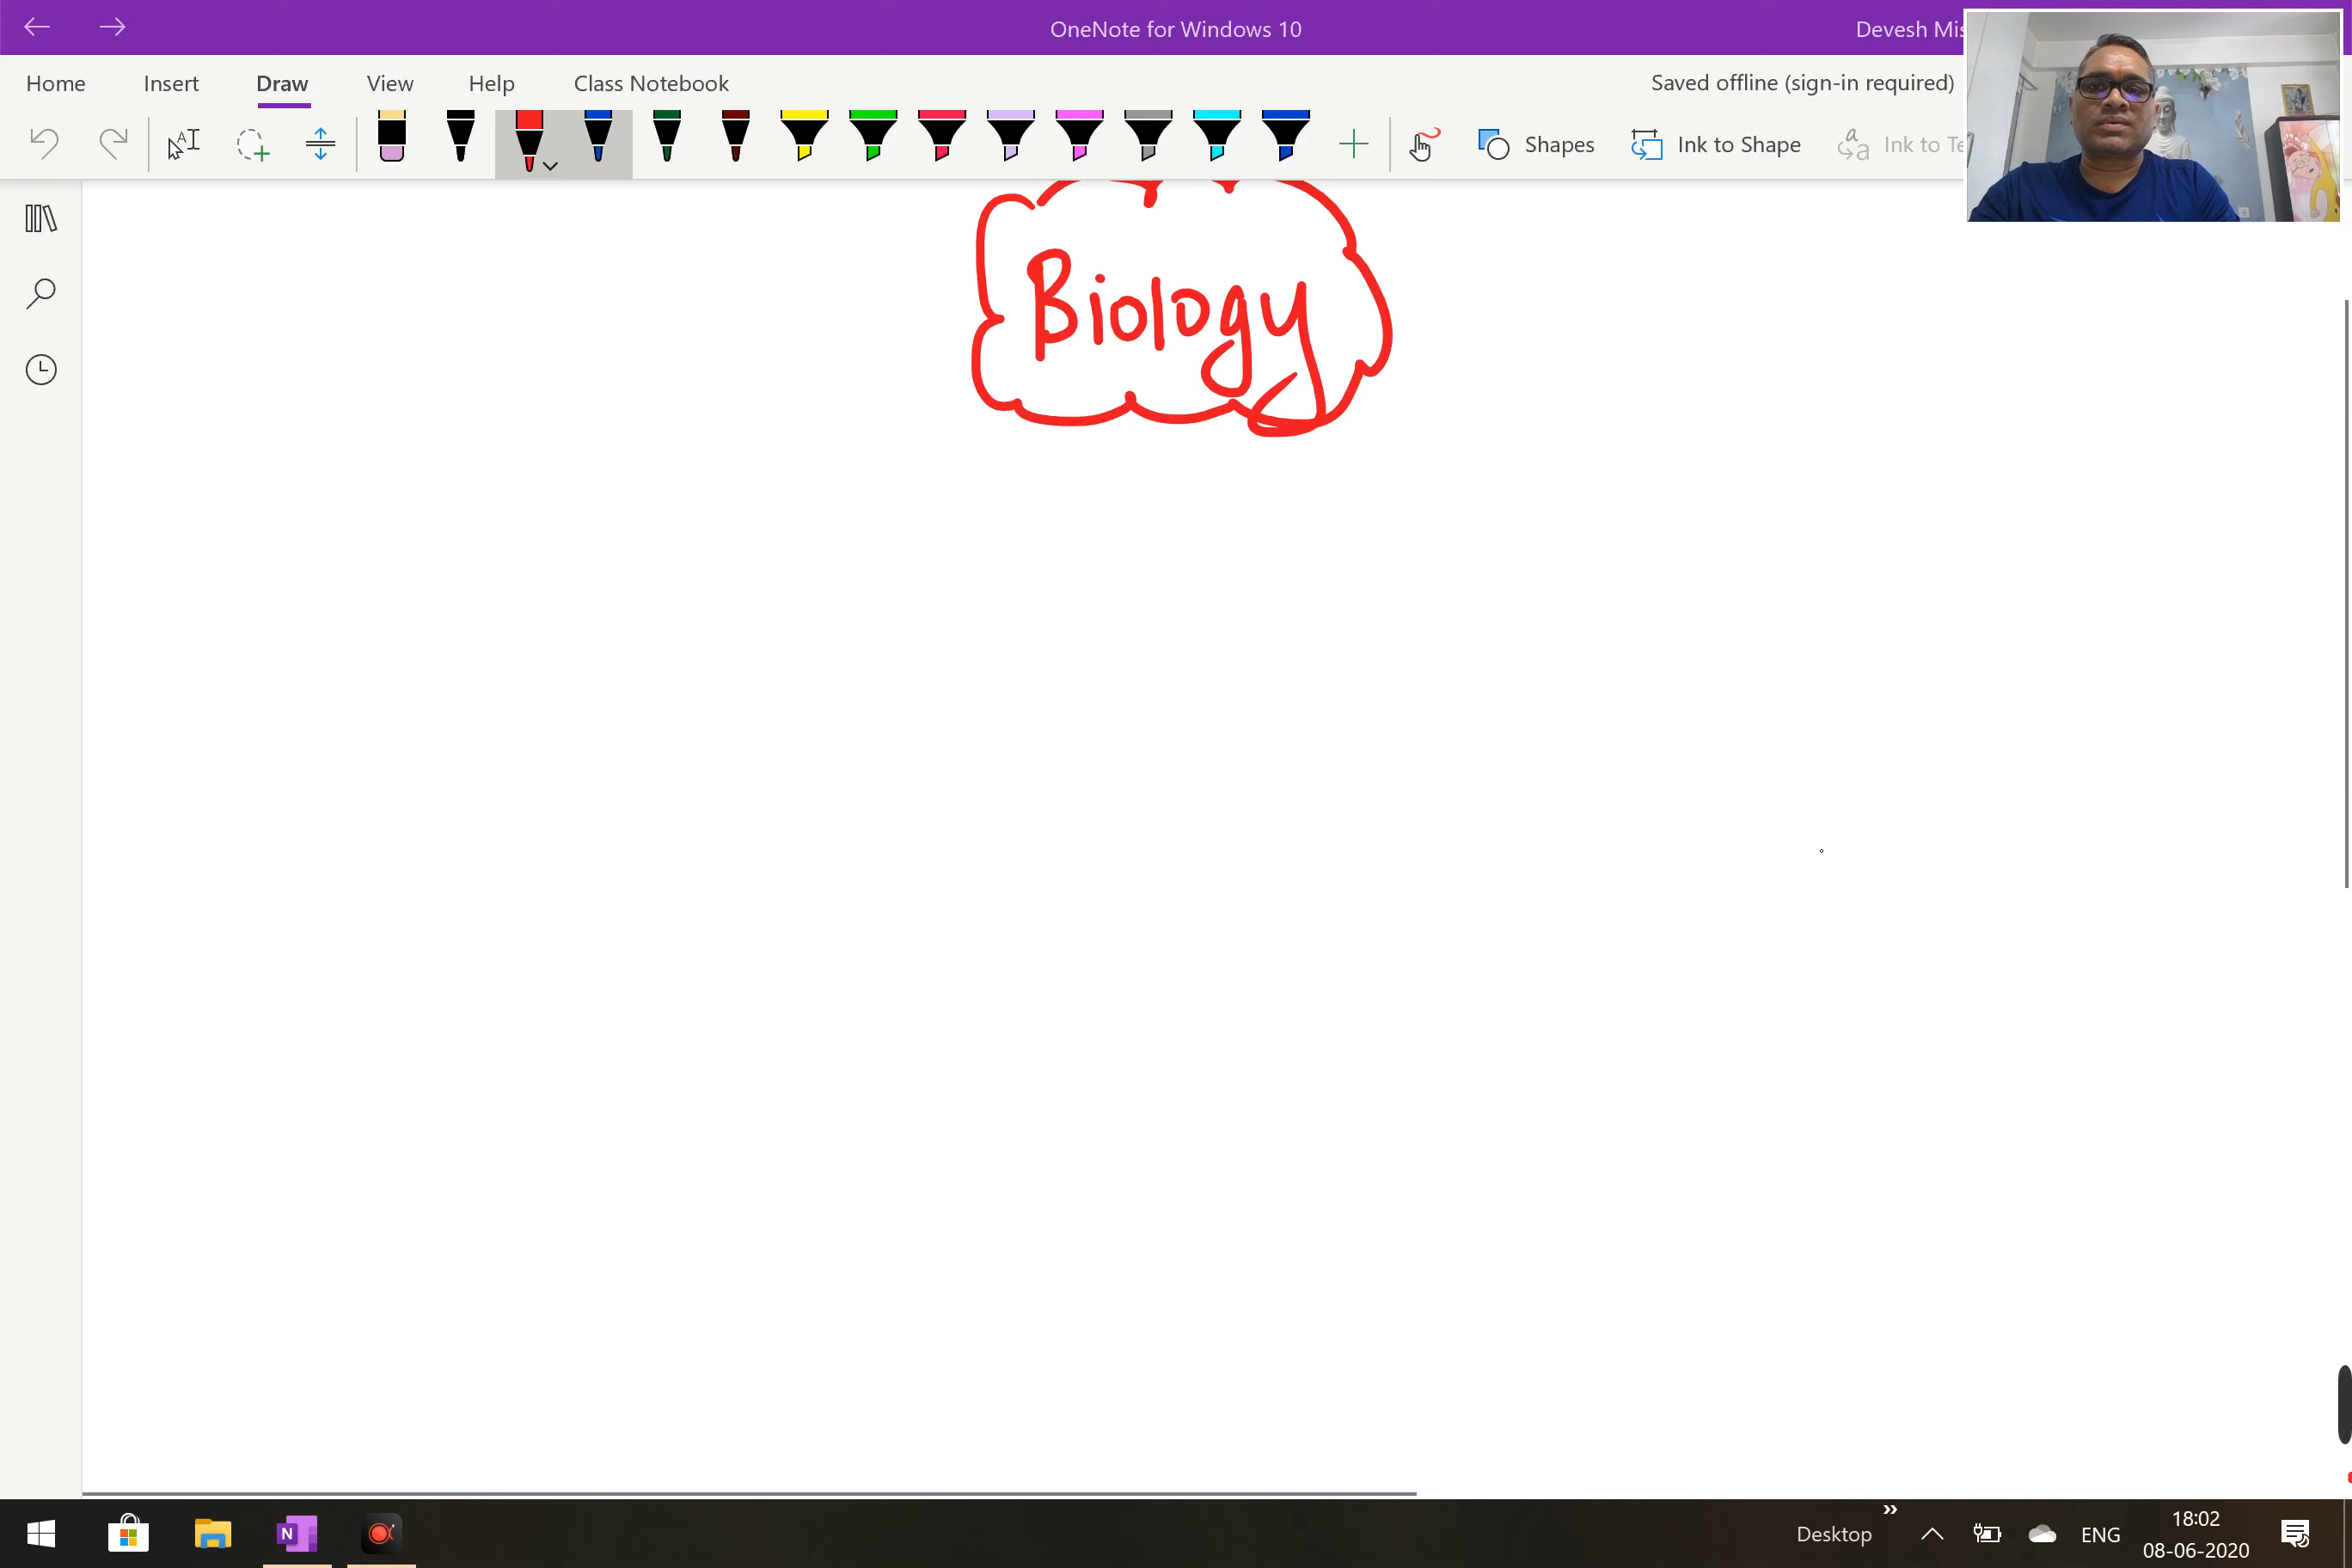 OneNote for Windows 10
Devesh Mis
Home Insert Draw View Help Class Notebook
Saved offline (sign-in required)
Shapes Ink to Shape Ink to Te
Biology
Desktop ENG 18:02
08-06-2020